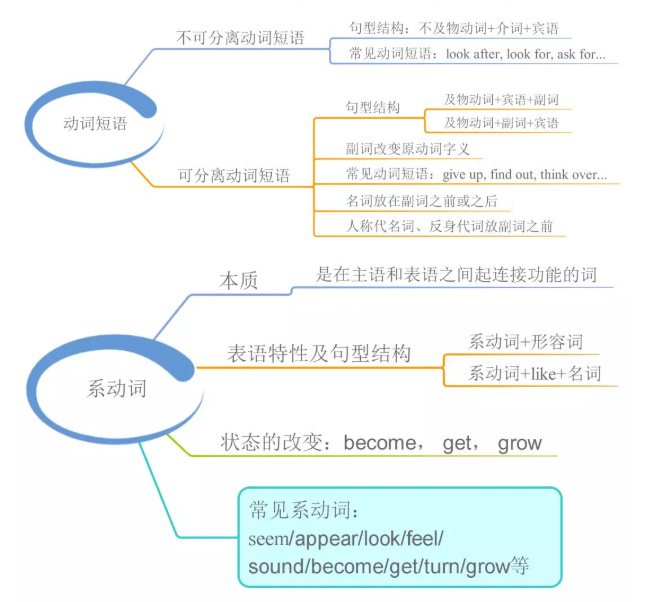 不可分离动词短语
句型结构：不及物动词+介词+宾语
常见动词短语：look after, look for, ask for...
动词短语
可分离动词短语
句型结构
及物动词+宾语+副词
及物动词+副词+宾语
副词改变原动词字义
常见动词短语：give up, find out, think over...
名词放在副词之前或之后
人称代名词、反身代词放副词之前
本质
是在主语和表语之间起连接功能的词
系动词
表语特性及句型结构
系动词+形容词
系动词+like+名词
状态的改变：become， get， grow
常见系动词：
seem/appear/look/feel/
sound/become/get/turn/grow等